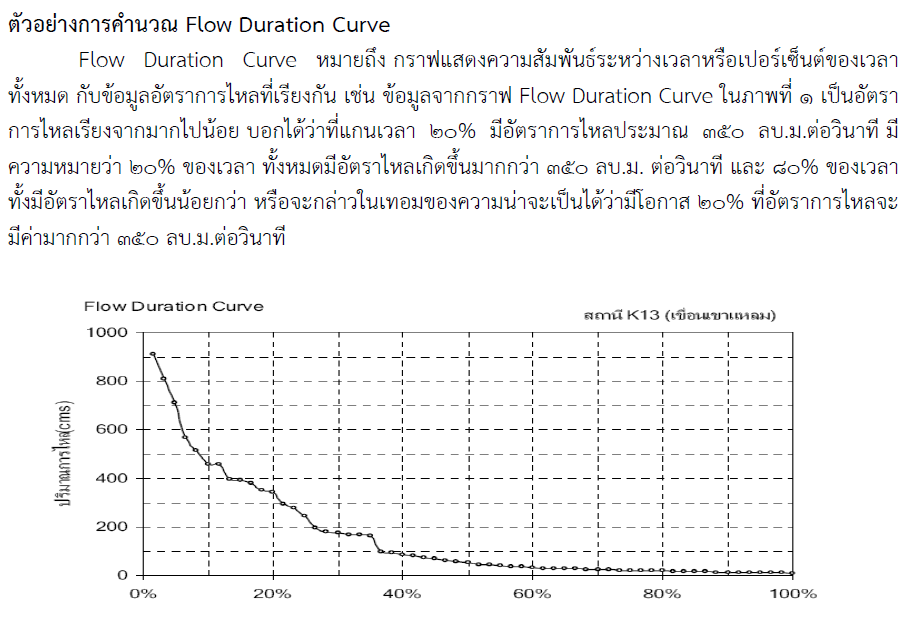 ตัวอย่างการคำนวณ Flow Duration Curve
Flow Duration Curve หมายถึง กราฟแสดงความสัมพันธ์ระหว่างเวลาหรือเปอร์เซ็นต์ของเวลา
ทั้งหมด กับข้อมูลอัตราการไหลที่เรียงกัน เช่น ข้อมูลจากกราฟ Flow Duration Curve ในภาพที่ ๑ เป็นอัตรา
การไหลเรียงจากมากไปน้อย บอกได้ว่าที่แกนเวลา ๒๐% มีอัตราการไหลประมาณ ๓๕๐ ลบ.ม.ต่อวินาที มี
ความหมายว่า ๒๐% ของเวลา ทั้งหมดมีอัตราไหลเกิดขึ้นมากกว่า ๓๕๐ ลบ.ม. ต่อวินาที และ ๘๐% ของเวลา
ทั้งมีอัตราไหลเกิดขึ้นน้อยกว่า หรือจะกล่าวในเทอมของความน่าจะเป็นได้ว่ามีโอกาส ๒๐% ที่อัตราการไหลจะ
มีค่ามากกว่า ๓๕๐ ลบ.ม.ต่อวินาที
Flow Duration Curve
สถานี K13 (เขื่อนเขาแหลม)
1000
800
600
400
200
0
ปริมาณการไหล(cms)
0% 20% 40% 60% 80% 100%